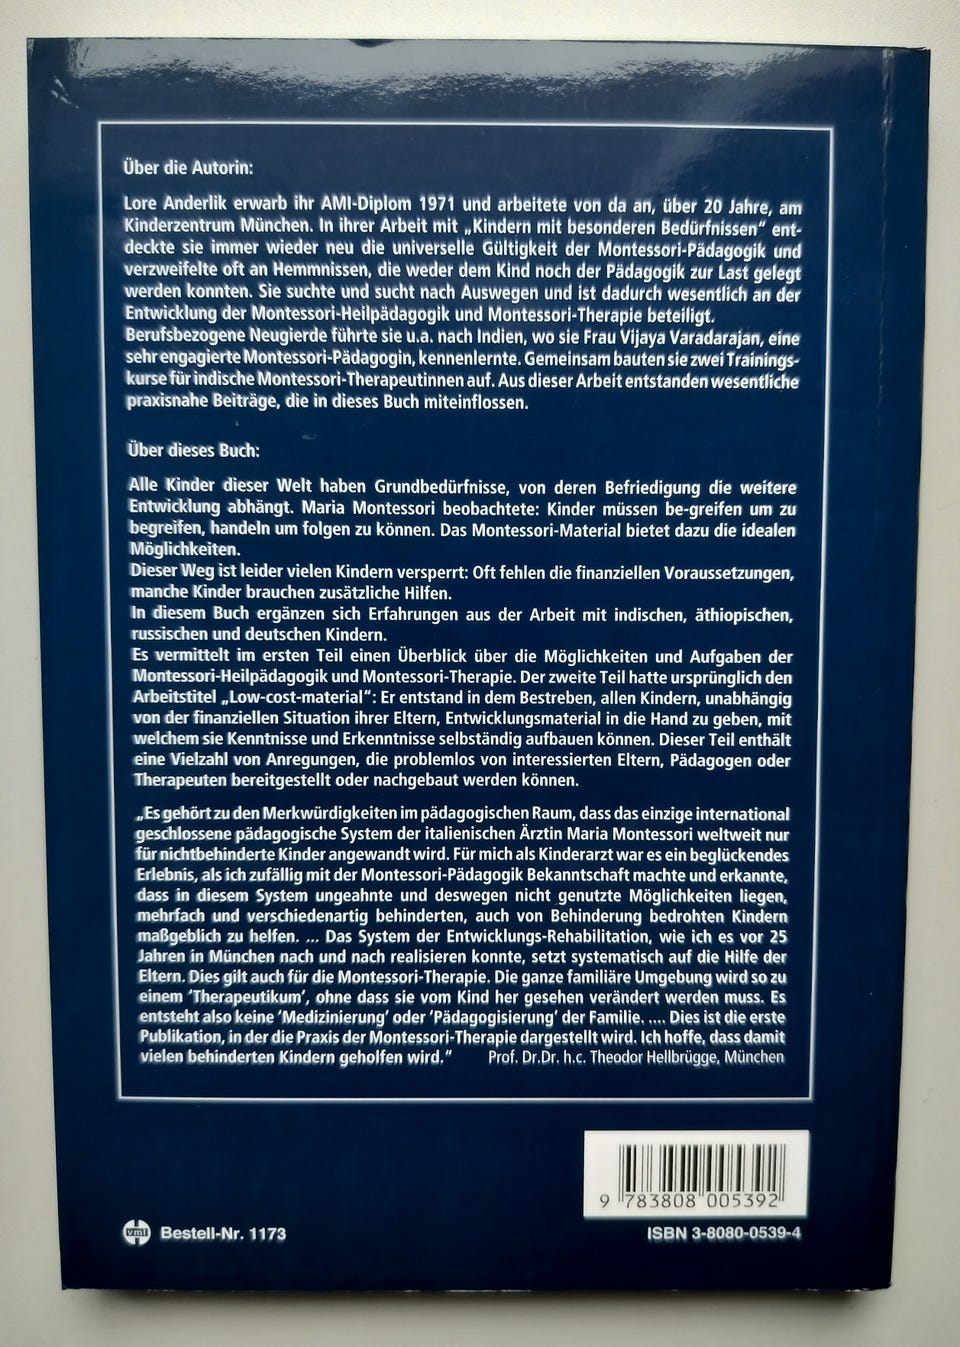 Über die Autorin:
Lore Anderlik erwarb ihr AMI-Diplom 1971 und arbeitete von da an, über 20 Jahre, am
Kinderzentrum München. In ihrer Arbeit mit „Kindern mit besonderen Bedürfnissen“ ent-
deckte sie immer wieder neu die universelle Gültigkeit der Montessori-Pädagogik und
verzweifelte oft an Hemmnissen, die weder dem Kind noch der Pädagogik zur Last gelegt
werden konnten. Sie suchte und sucht nach Auswegen und ist dadurch wesentlich an der
Entwicklung der Montessori-Heilpädagogik und Montessori-Therapie beteiligt.
Berufsbezogene Neugierde führte sie u.a. nach Indien, wo sie Frau Vijaya Varadarajan, eine
sehr engagierte Montessori-Pädagogin, kennenlernte. Gemeinsam bauten sie zwei Trainings-
kurse für indische Montessori-Therapeutinnen auf. Aus dieser Arbeit entstanden wesentliche
praxisnahe Beiträge, die in dieses Buch miteinflossen.
Über dieses Buch:
Alle Kinder dieser Welt haben Grundbedürfnisse, von deren Befriedigung die weitere
Entwicklung abhängt. Maria Montessori beobachtete: Kinder müssen be-greifen um zu
begreifen, handeln um folgen zu können. Das Montessori-Material bietet dazu die idealen
Möglichkeiten.
Dieser Weg ist leider vielen Kindern versperrt: Oft fehlen die finanziellen Voraussetzungen,
manche Kinder brauchen zusätzliche Hilfen.
In diesem Buch ergänzen sich Erfahrungen aus der Arbeit mit indischen, äthiopischen,
russischen und deutschen Kindern.
Es vermittelt im ersten Teil einen Überblick über die Möglichkeiten und Aufgaben der
Montessori-Heilpädagogik und Montessori-Therapie. Der zweite Teil hatte ursprünglich den
Arbeitstitel „Low-cost-material“: Er entstand in dem Bestreben, allen Kindern, unabhängig
von der finanziellen Situation ihrer Eltern, Entwicklungsmaterial in die Hand zu geben, mit
welchem sie Kenntnisse und Erkenntnisse selbständig aufbauen können. Dieser Teil enthält
eine Vielzahl von Anregungen, die problemlos von interessierten Eltern, Pädagogen oder
Therapeuten bereitgestellt oder nachgebaut werden können.
„Es gehört zu den Merkwürdigkeiten im pädagogischen Raum, dass das einzige international
geschlossene pädagogische System der italienischen Ärztin Maria Montessori weltweit nur
für nichtbehinderte Kinder angewandt wird. Für mich als Kinderarzt war es ein beglückendes
Erlebnis, als ich zufällig mit der Montessori-Pädagogik Bekanntschaft machte und erkannte,
dass in diesem System ungeahnte und deswegen nicht genutzte Möglichkeiten liegen,
mehrfach und verschiedenartig behinderten, auch von Behinderung bedrohten Kindern
maßgeblich zu helfen. ... Das System der Entwicklungs-Rehabilitation, wie ich es vor 25
Jahren in München nach und nach realisieren konnte, setzt systematisch auf die Hilfe der
Eltern. Dies gilt auch für die Montessori-Therapie. Die ganze familiäre Umgebung wird so zu
einem 'Therapeutikum', ohne dass sie vom Kind her gesehen verändert werden muss. Es
entsteht also keine 'Medizinierung' oder 'Pädagogisierung' der Familie. .... Dies ist die erste
Publikation, in der die Praxis der Montessori-Therapie dargestellt wird. Ich hoffe, dass damit
vielen behinderten Kindern geholfen wird.“ Prof. Dr.Dr. h.c. Theodor Hellbrügge, München
9 783808 005392
vml Bestell-Nr. 1173
ISBN 3-8080-0539-4